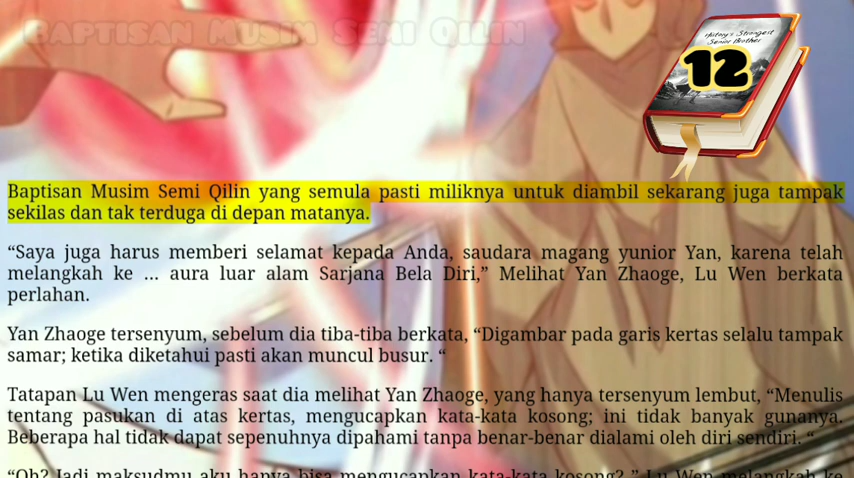 BAPTISAN MUSIM SEMI QILIN
History's Strongest
Senior Brother
12
Baptisan Musim Semi Qilin yang semula pasti miliknya untuk diambil sekarang juga tampak
sekilas dan tak terduga di depan matanya.
“Saya juga harus memberi selamat kepada Anda, saudara magang yunior Yan, karena telah
melangkah ke ... aura luar alam Sarjana Bela Diri,” Melihat Yan Zhaoge, Lu Wen berkata
perlahan.
Yan Zhaoge tersenyum, sebelum dia tiba-tiba berkata, “Digambar pada garis kertas selalu tampak
samar; ketika diketahui pasti akan muncul busur. “
Tatapan Lu Wen mengeras saat dia melihat Yan Zhaoge, yang hanya tersenyum lembut, “Menulis
tentang pasukan di atas kertas, mengucapkan kata-kata kosong; ini tidak banyak gunanya.
Beberapa hal tidak dapat sepenuhnya dipahami tanpa benar-benar dialami oleh diri sendiri. “
“Oh? Jadi maksudmu aku hanya bisa mengucapkan kata-kata kosong? ” Lu Wen melangkah ke